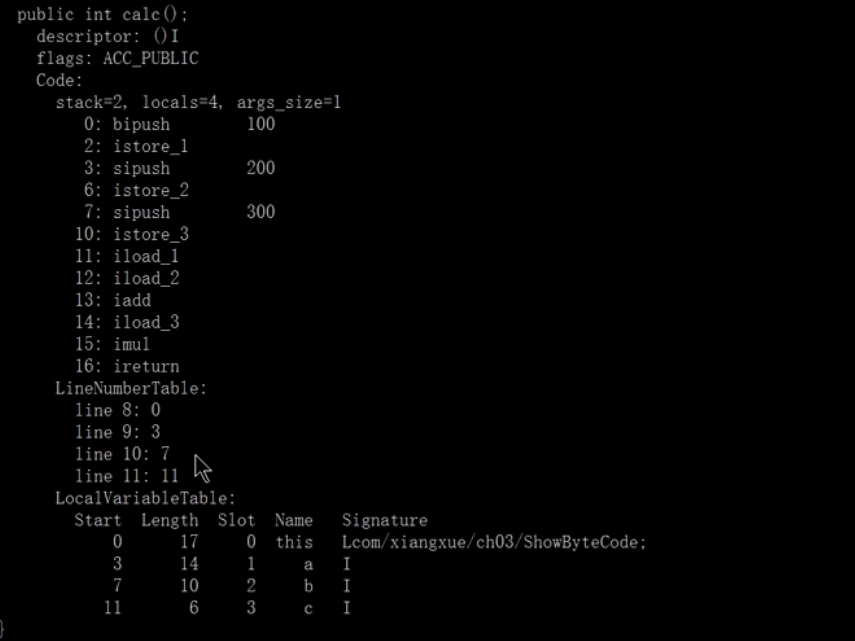 public int calc();
descriptor: ()I
flags: ACC_PUBLIC
Code:
stack=2, locals=4, args_size=1
0: bipush 100
2: istore_1
3: sipush 200
6: istore_2
7: sipush 300
10: istore_3
11: iload_1
12: iload_2
13: iadd
14: iload_3
15: imul
16: ireturn
LineNumberTable:
line 8: 0
line 9: 3
line 10: 7
line 11: 11
LocalVariableTable:
Start Length Slot Name Signature
0 17 0 this Lcom/xiangxue/ch03/ShowByteCode;
3 14 1 a I
7 10 2 b I
11 6 3 c I
}